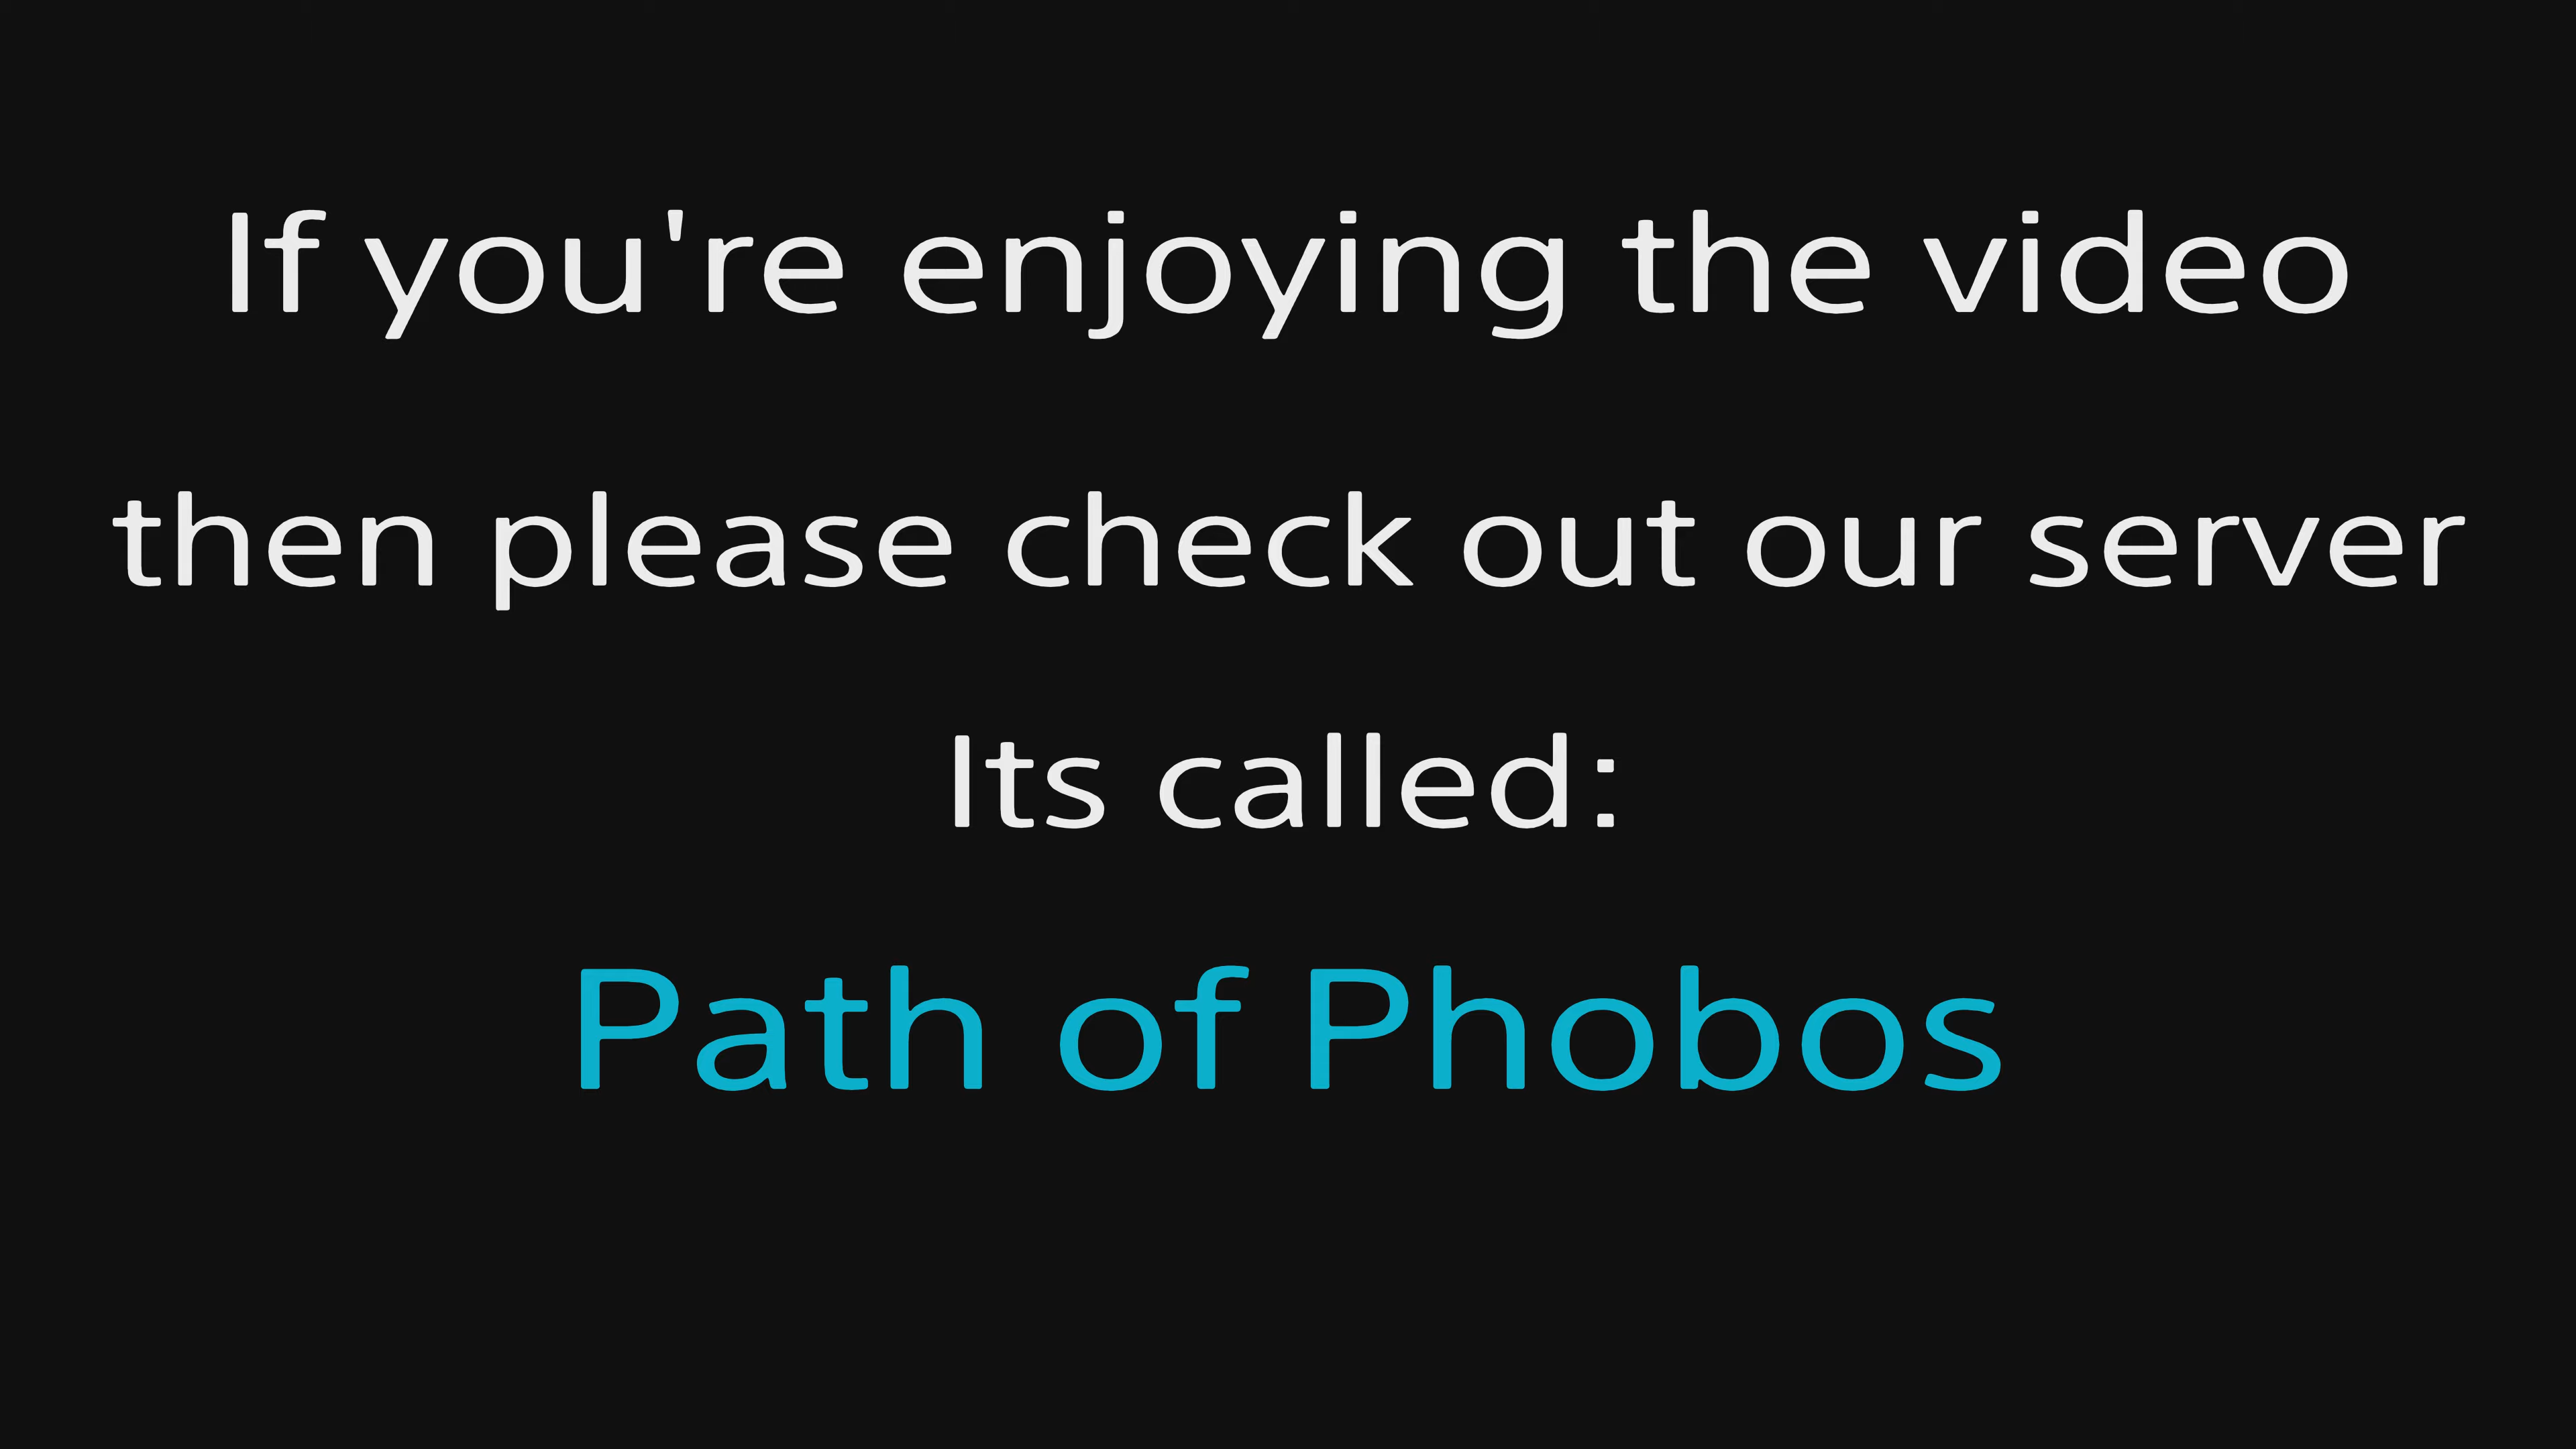 If you're enjoying the video
then please check out our server
Its called:
Path of Phobos